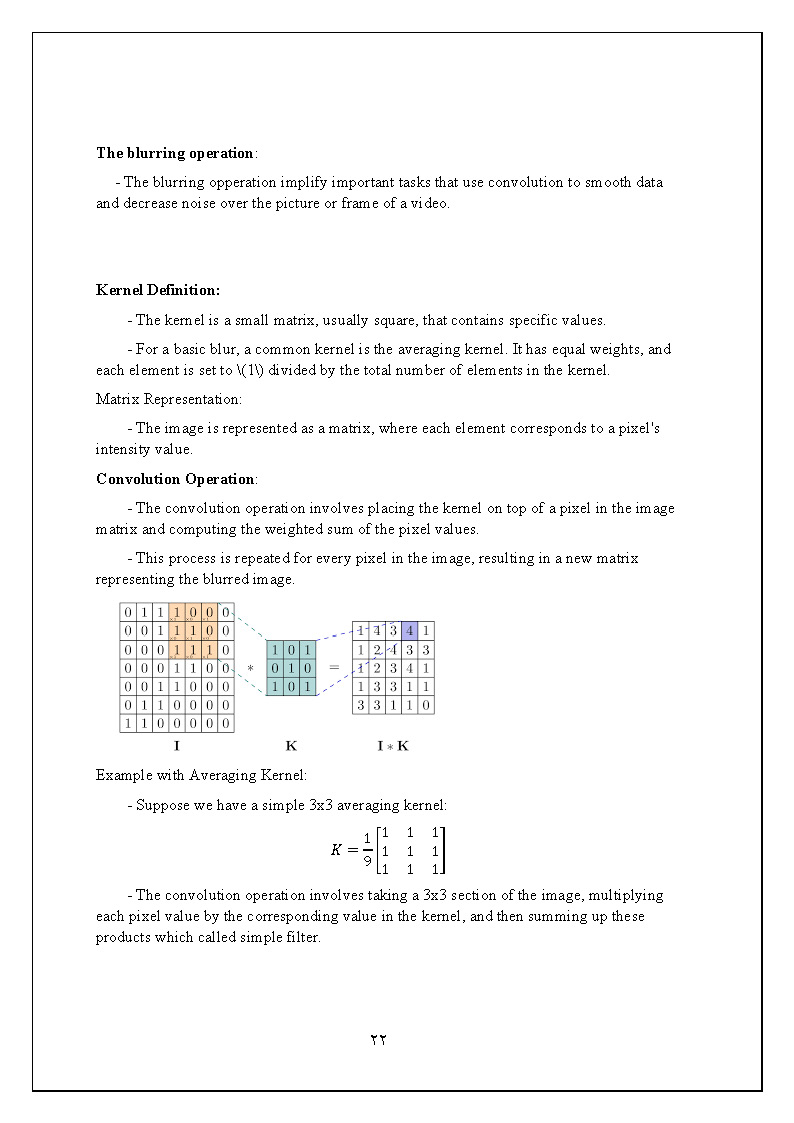 The blurring operation:
- The blurring opperation implify important tasks that use convolution to smooth data
and decrease noise over the picture or frame of a video.
Kernel Definition:
- The kernel is a small matrix, usually square, that contains specific values.
- For a basic blur, a common kernel is the averaging kernel. It has equal weights, and
each element is set to \(1\) divided by the total number of elements in the kernel.
Matrix Representation:
- The image is represented as a matrix, where each element corresponds to a pixel's
intensity value.
Convolution Operation:
- The convolution operation involves placing the kernel on top of a pixel in the image
matrix and computing the weighted sum of the pixel values.
- This process is repeated for every pixel in the image, resulting in a new matrix
representing the blurred image.
0 1 1 1 0 0 0
0 0 1 1 1 0 0
0 0 0 1 1 1 0
0 0 0 1 1 0 0
0 0 1 1 0 0 0
0 1 1 0 0 0 0
1 1 0 0 0 0 0
*
1 0 1
0 1 0
1 0 1
=
1 4 3 4 1
1 2 4 3 3
1 2 3 4 1
1 3 3 1 1
3 3 1 1 0
I K I * K
Example with Averaging Kernel:
- Suppose we have a simple 3x3 averaging kernel:
K = 1/9 [1 1 1
1 1 1
1 1 1]
- The convolution operation involves taking a 3x3 section of the image, multiplying
each pixel value by the corresponding value in the kernel, and then summing up these
products which called simple filter.
٢٢